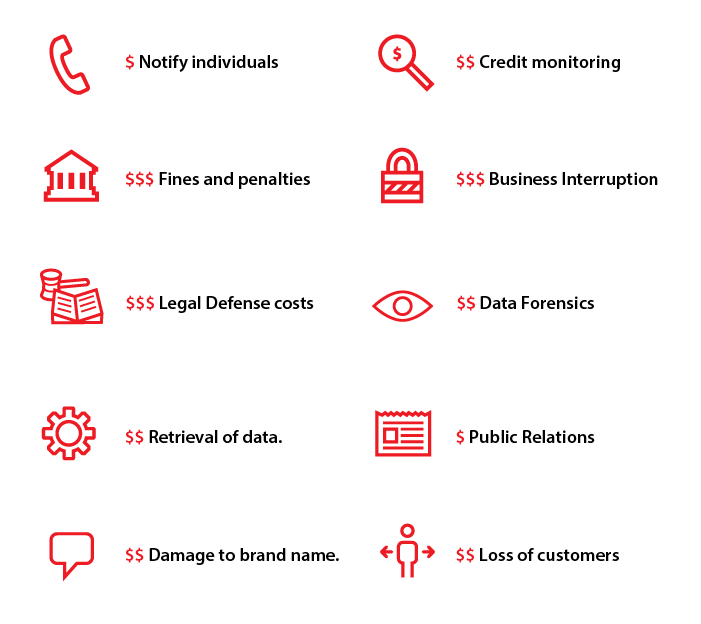 $ Notify individuals
$$ Credit monitoring
$$$ Fines and penalties
$$$ Business Interruption
$$$ Legal Defense costs
$$ Data Forensics
$$ Retrieval of data.
$ Public Relations
$$ Damage to brand name.
$$ Loss of customers